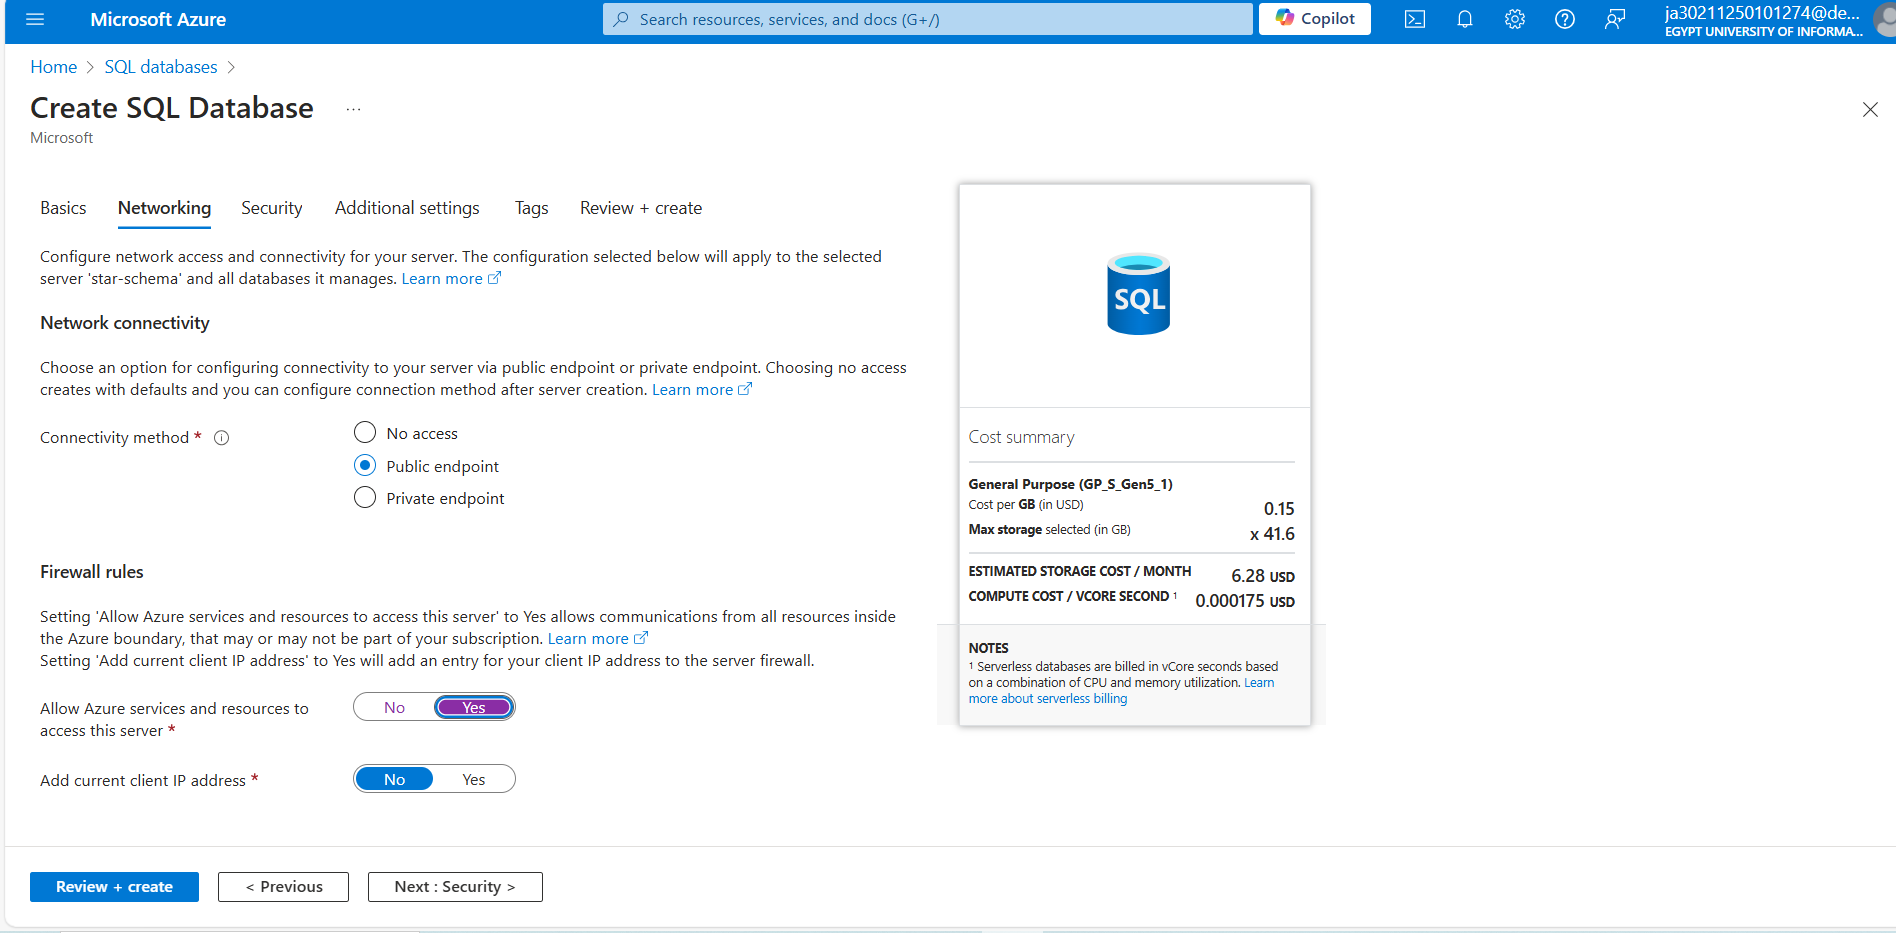 Microsoft Azure
Search resources, services, and docs (G+/)
Copilot
ja30211250101274@de...
EGYPT UNIVERSITY OF INFORMA...
Home > SQL databases >
Create SQL Database ...
Microsoft
Basics Networking Security Additional settings Tags Review + create
Configure network access and connectivity for your server. The configuration selected below will apply to the selected
server 'star-schema' and all databases it manages. Learn more
Network connectivity
Choose an option for configuring connectivity to your server via public endpoint or private endpoint. Choosing no access
creates with defaults and you can configure connection method after server creation. Learn more
Connectivity method *
No access
Public endpoint
Private endpoint
Firewall rules
Setting 'Allow Azure services and resources to access this server' to Yes allows communications from all resources inside
the Azure boundary, that may or may not be part of your subscription. Learn more
Setting 'Add current client IP address' to Yes will add an entry for your client IP address to the server firewall.
Allow Azure services and resources to
access this server *
No Yes
Add current client IP address *
No Yes
SQL
Cost summary
General Purpose (GP_S_Gen5_1)
Cost per GB (in USD) 0.15
Max storage selected (in GB) x 41.6
ESTIMATED STORAGE COST / MONTH 6.28 USD
COMPUTE COST / VCORE SECOND ¹ 0.000175 USD
NOTES
¹ Serverless databases are billed in vCore seconds based
on a combination of CPU and memory utilization. Learn
more about serverless billing
Review + create
< Previous
Next : Security >